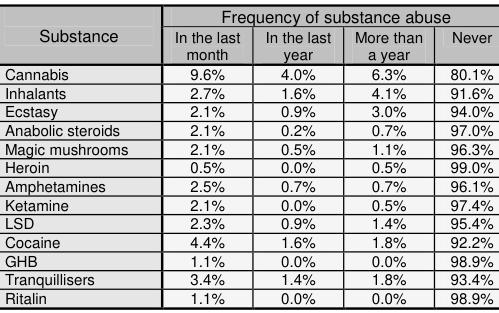 Substance Frequency of substance abuse
In the last month In the last year More than a year Never
Cannabis 9.6% 4.0% 6.3% 80.1%
Inhalants 2.7% 1.6% 4.1% 91.6%
Ecstasy 2.1% 0.9% 3.0% 94.0%
Anabolic steroids 2.1% 0.2% 0.7% 97.0%
Magic mushrooms 2.1% 0.5% 1.1% 96.3%
Heroin 0.5% 0.0% 0.5% 99.0%
Amphetamines 2.5% 0.7% 0.7% 96.1%
Ketamine 2.1% 0.0% 0.5% 97.4%
LSD 2.3% 0.9% 1.4% 95.4%
Cocaine 4.4% 1.6% 1.8% 92.2%
GHB 1.1% 0.0% 0.0% 98.9%
Tranquillisers 3.4% 1.4% 1.8% 93.4%
Ritalin 1.1% 0.0% 0.0% 98.9%